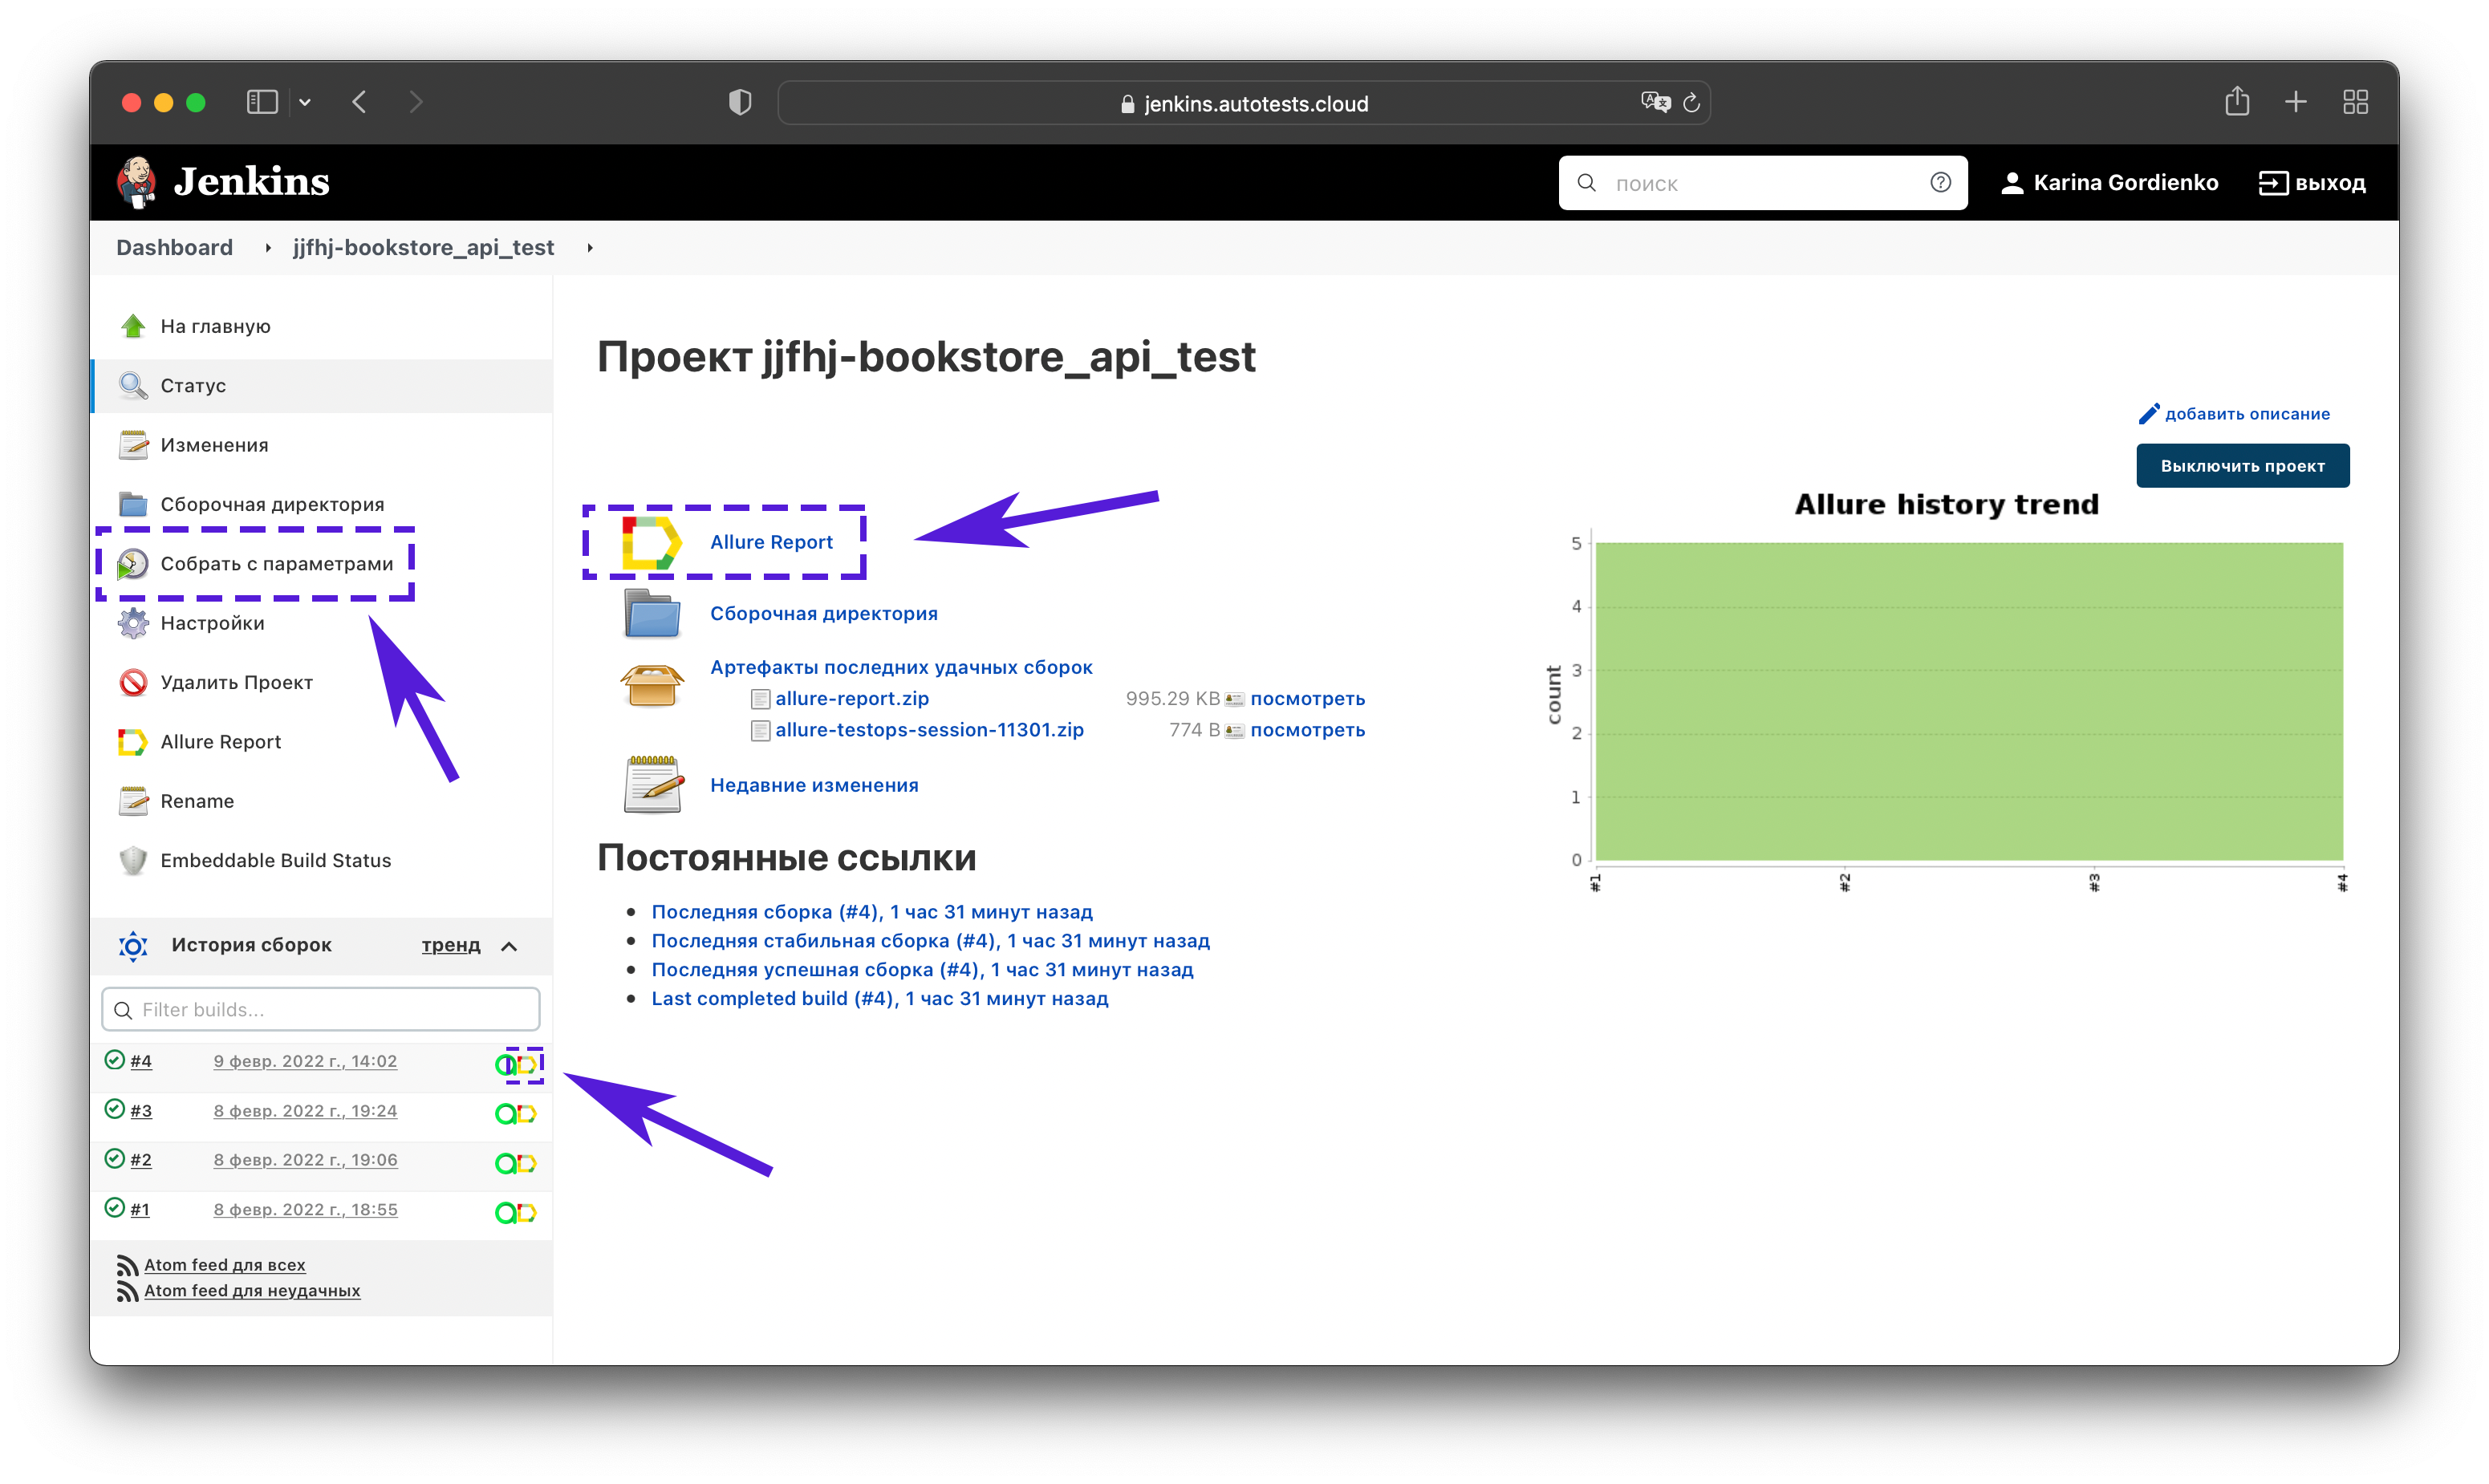 jenkins.autotests.cloud
Jenkins
поиск
Karina Gordienko
выход
Dashboard
jjfhj-bookstore_api_test
На главную
Статус
Изменения
Сборочная директория
Собрать с параметрами
Настройки
Удалить Проект
Allure Report
Rename
Embeddable Build Status
История сборок
тренд
Filter builds...
#4 9 февр. 2022 г., 14:02
#3 8 февр. 2022 г., 19:24
#2 8 февр. 2022 г., 19:06
#1 8 февр. 2022 г., 18:55
Atom feed для всех
Atom feed для неудачных
Проект jjfhj-bookstore_api_test
добавить описание
Выключить проект
Allure Report
Сборочная директория
Артефакты последних удачных сборок
allure-report.zip 995.29 KB посмотреть
allure-testops-session-11301.zip 774 B посмотреть
Недавние изменения
Постоянные ссылки
Последняя сборка (#4), 1 час 31 минут назад
Последняя стабильная сборка (#4), 1 час 31 минут назад
Последняя успешная сборка (#4), 1 час 31 минут назад
Last completed build (#4), 1 час 31 минут назад
Allure history trend
count
5
4
3
2
1
0
#1 #2 #3 #4